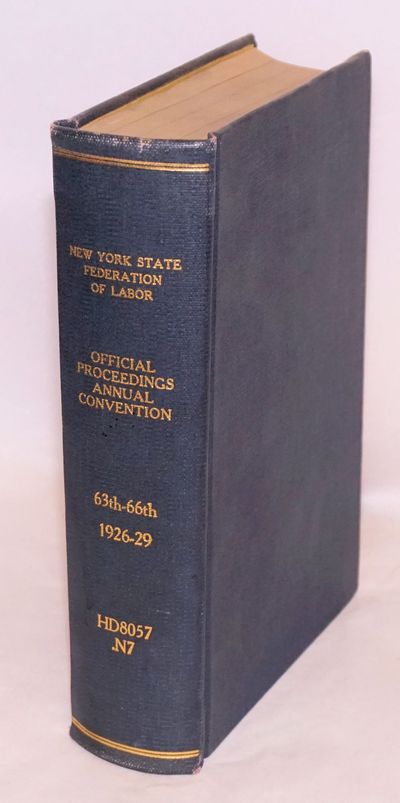 NEW YORK STATE
FEDERATION
OF LABOR
OFFICIAL
PROCEEDINGS
ANNUAL
CONVENTION
63th-66th
1926-29
HD8057
.N7